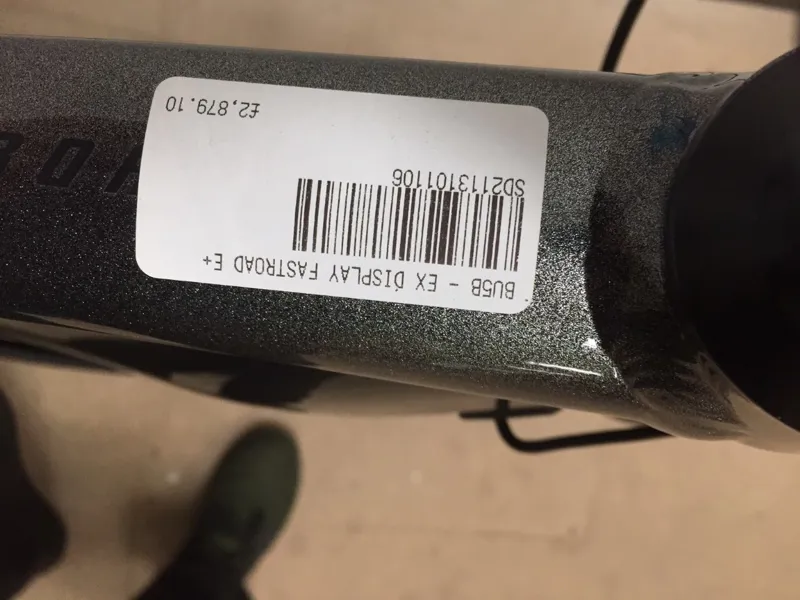 BU5B - EX DISPLAY FASTROAD E+
SD2113101106
£2,879.10